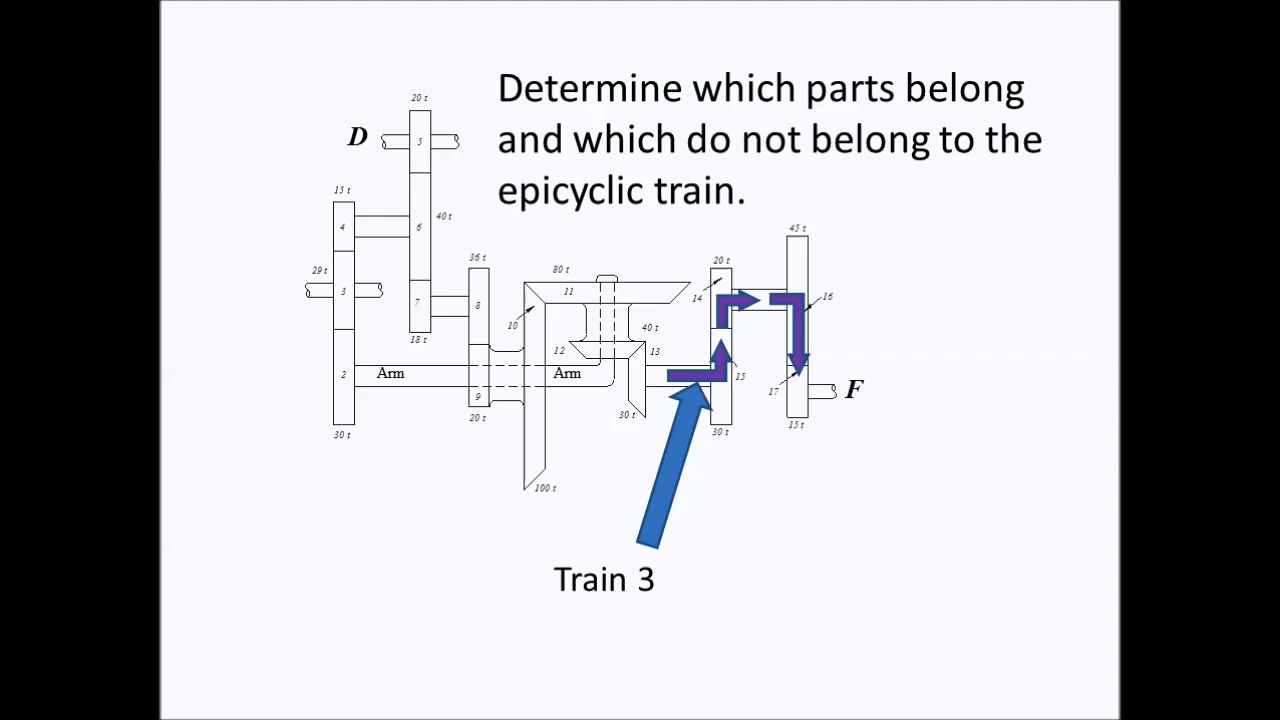 Determine which parts belong
and which do not belong to the
epicyclic train.
20 t
D
5
15 t
4
40 t
6
45 t
36 t
29 t
3
80 t
20 t
11
14
16
7
8
10
18 t
40 t
12
13
2
Arm
Arm
15
17
F
9
20 t
30 t
30 t
30 t
15 t
100 t
Train 3